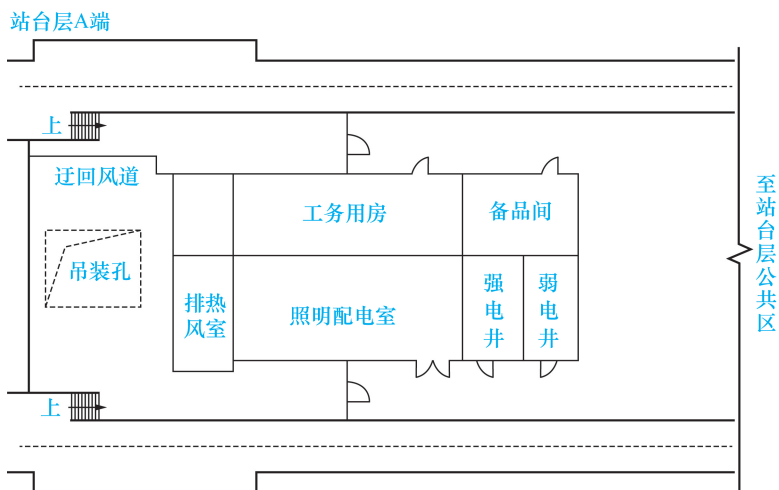 站台层A端
上
迂回风道
吊装孔
工务用房
备品间
排热
风室
照明配电室
强电井
弱电井
至站台层公共区
上